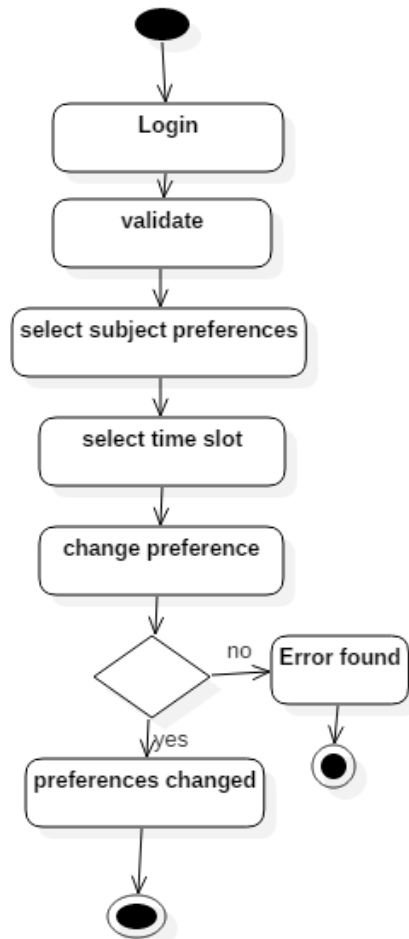 Login
validate
select subject preferences
select time slot
change preference
no
Error found
yes
preferences changed